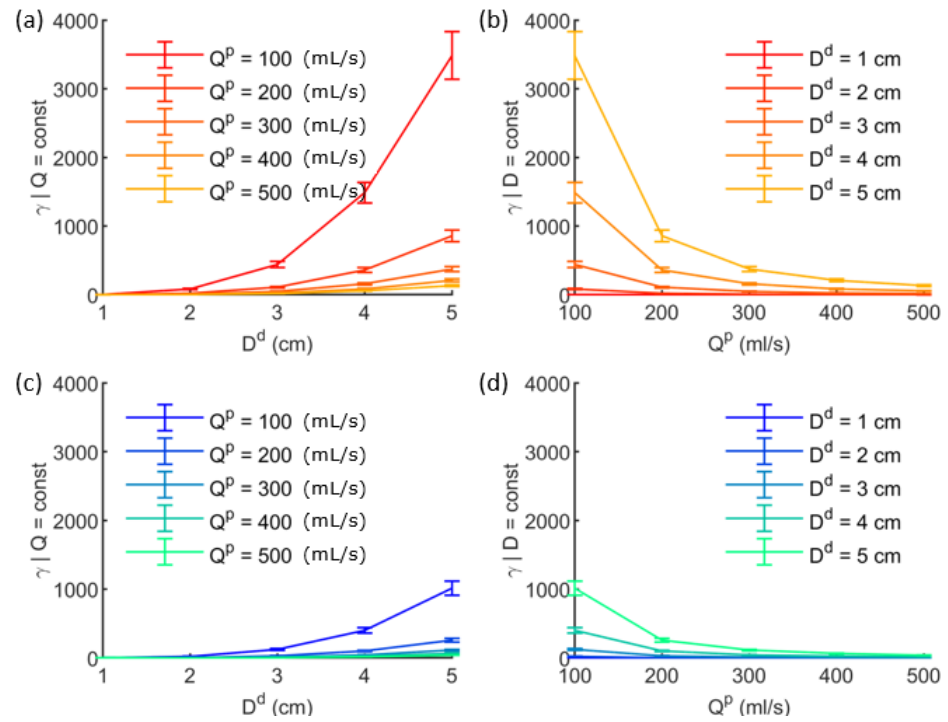 (a)
4000
3000
2000
1000
0
γ | Q = const
Q^p = 100 (mL/s)
Q^p = 200 (mL/s)
Q^p = 300 (mL/s)
Q^p = 400 (mL/s)
Q^p = 500 (mL/s)
1 2 3 4 5
D^d (cm)
(b)
4000
3000
2000
1000
0
γ | D = const
D^d = 1 cm
D^d = 2 cm
D^d = 3 cm
D^d = 4 cm
D^d = 5 cm
100 200 300 400 500
Q^p (ml/s)
(c)
4000
3000
2000
1000
0
γ | Q = const
Q^p = 100 (mL/s)
Q^p = 200 (mL/s)
Q^p = 300 (mL/s)
Q^p = 400 (mL/s)
Q^p = 500 (mL/s)
1 2 3 4 5
D^d (cm)
(d)
4000
3000
2000
1000
0
γ | D = const
D^d = 1 cm
D^d = 2 cm
D^d = 3 cm
D^d = 4 cm
D^d = 5 cm
100 200 300 400 500
Q^p (ml/s)